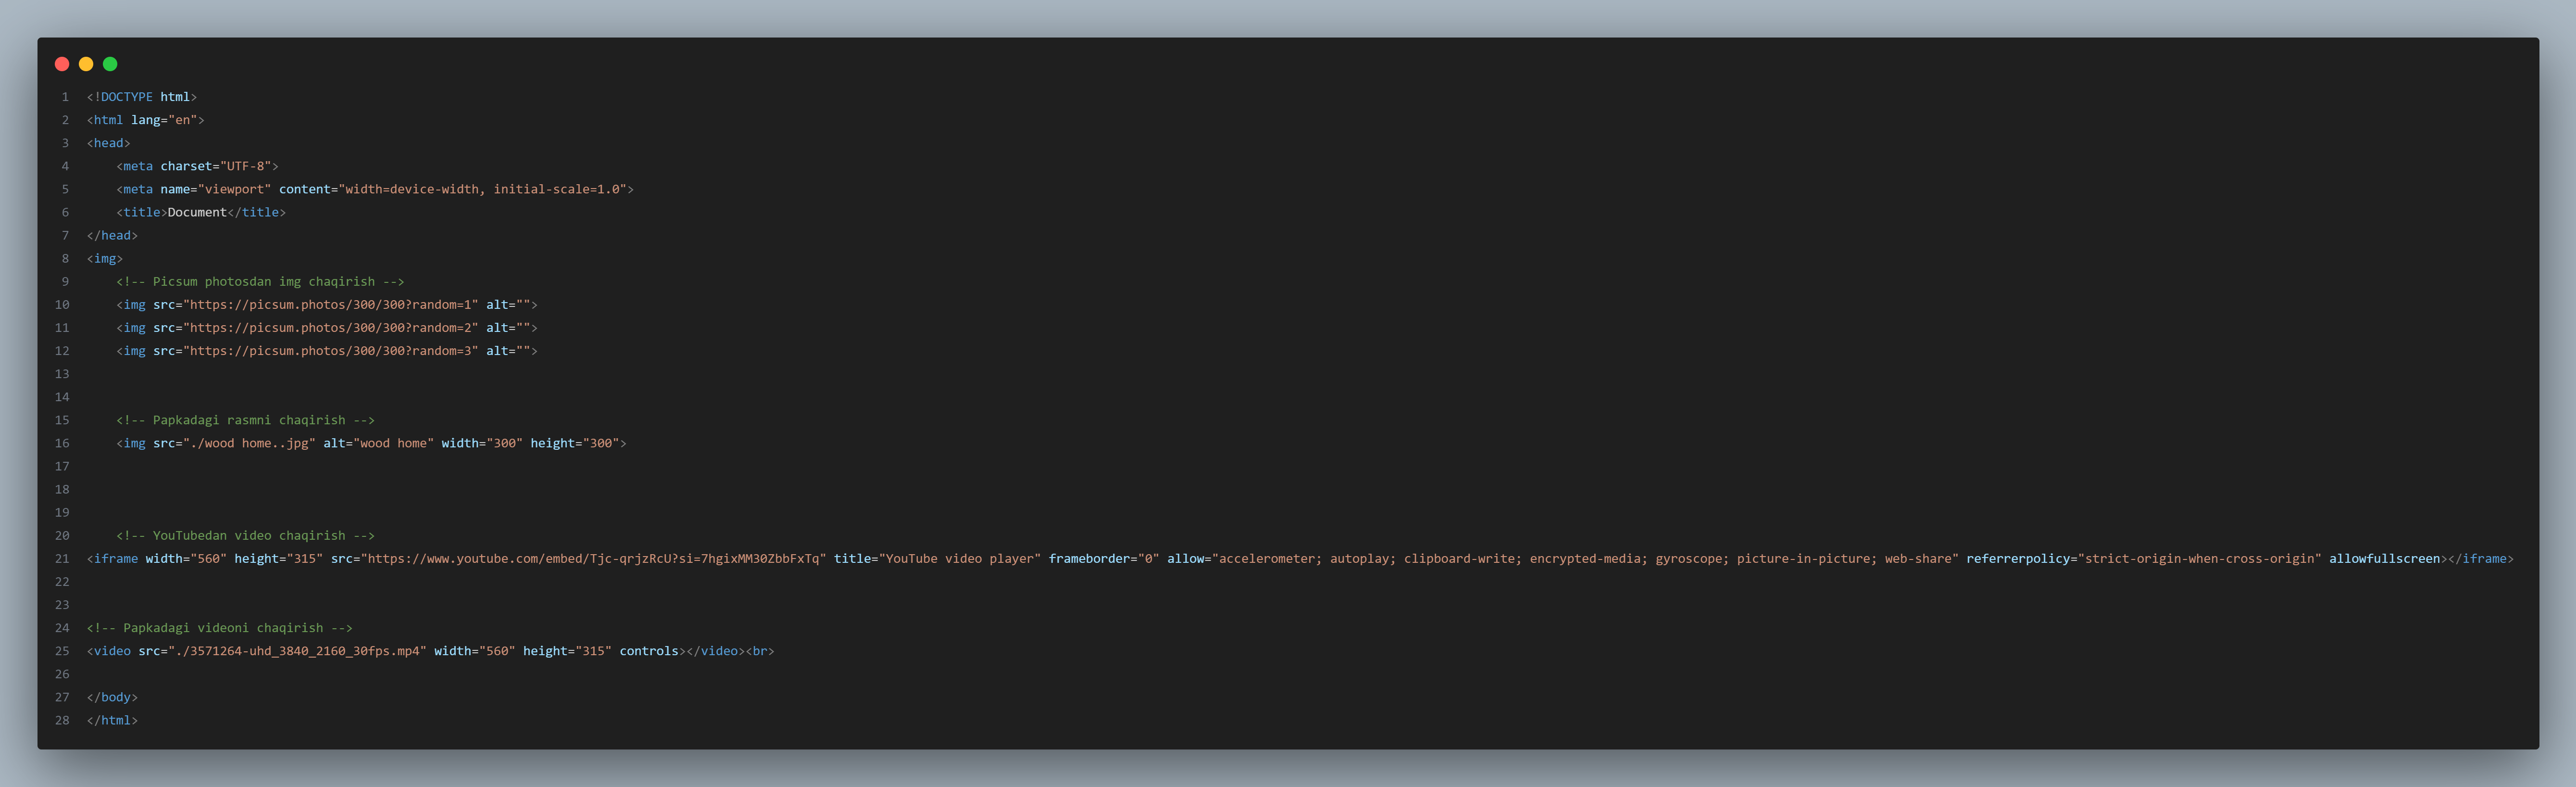 1 <!DOCTYPE html>
2 <html lang="en">
3 <head>
4     <meta charset="UTF-8">
5     <meta name="viewport" content="width=device-width, initial-scale=1.0">
6     <title>Document</title>
7 </head>
8 <img>
9     <!-- Picsum photosdan img chaqirish -->
10     <img src="https://picsum.photos/300/300?random=1" alt="">
11     <img src="https://picsum.photos/300/300?random=2" alt="">
12     <img src="https://picsum.photos/300/300?random=3" alt="">
13
14
15     <!-- Papkadagi rasmni chaqirish -->
16     <img src="./wood home..jpg" alt="wood home" width="300" height="300">
17
18
19
20     <!-- YouTubedan video chaqirish -->
21 <iframe width="560" height="315" src="https://www.youtube.com/embed/Tjc-qrjzRcU?si=7hgixMM30ZbbFxTq" title="YouTube video player" frameborder="0" allow="accelerometer; autoplay; clipboard-write; encrypted-media; gyroscope; picture-in-picture; web-share" referrerpolicy="strict-origin-when-cross-origin" allowfullscreen></iframe>
22
23
24 <!-- Papkadagi videoni chaqirish -->
25 <video src="./3571264-uhd_3840_2160_30fps.mp4" width="560" height="315" controls></video><br>
26
27 </body>
28 </html>